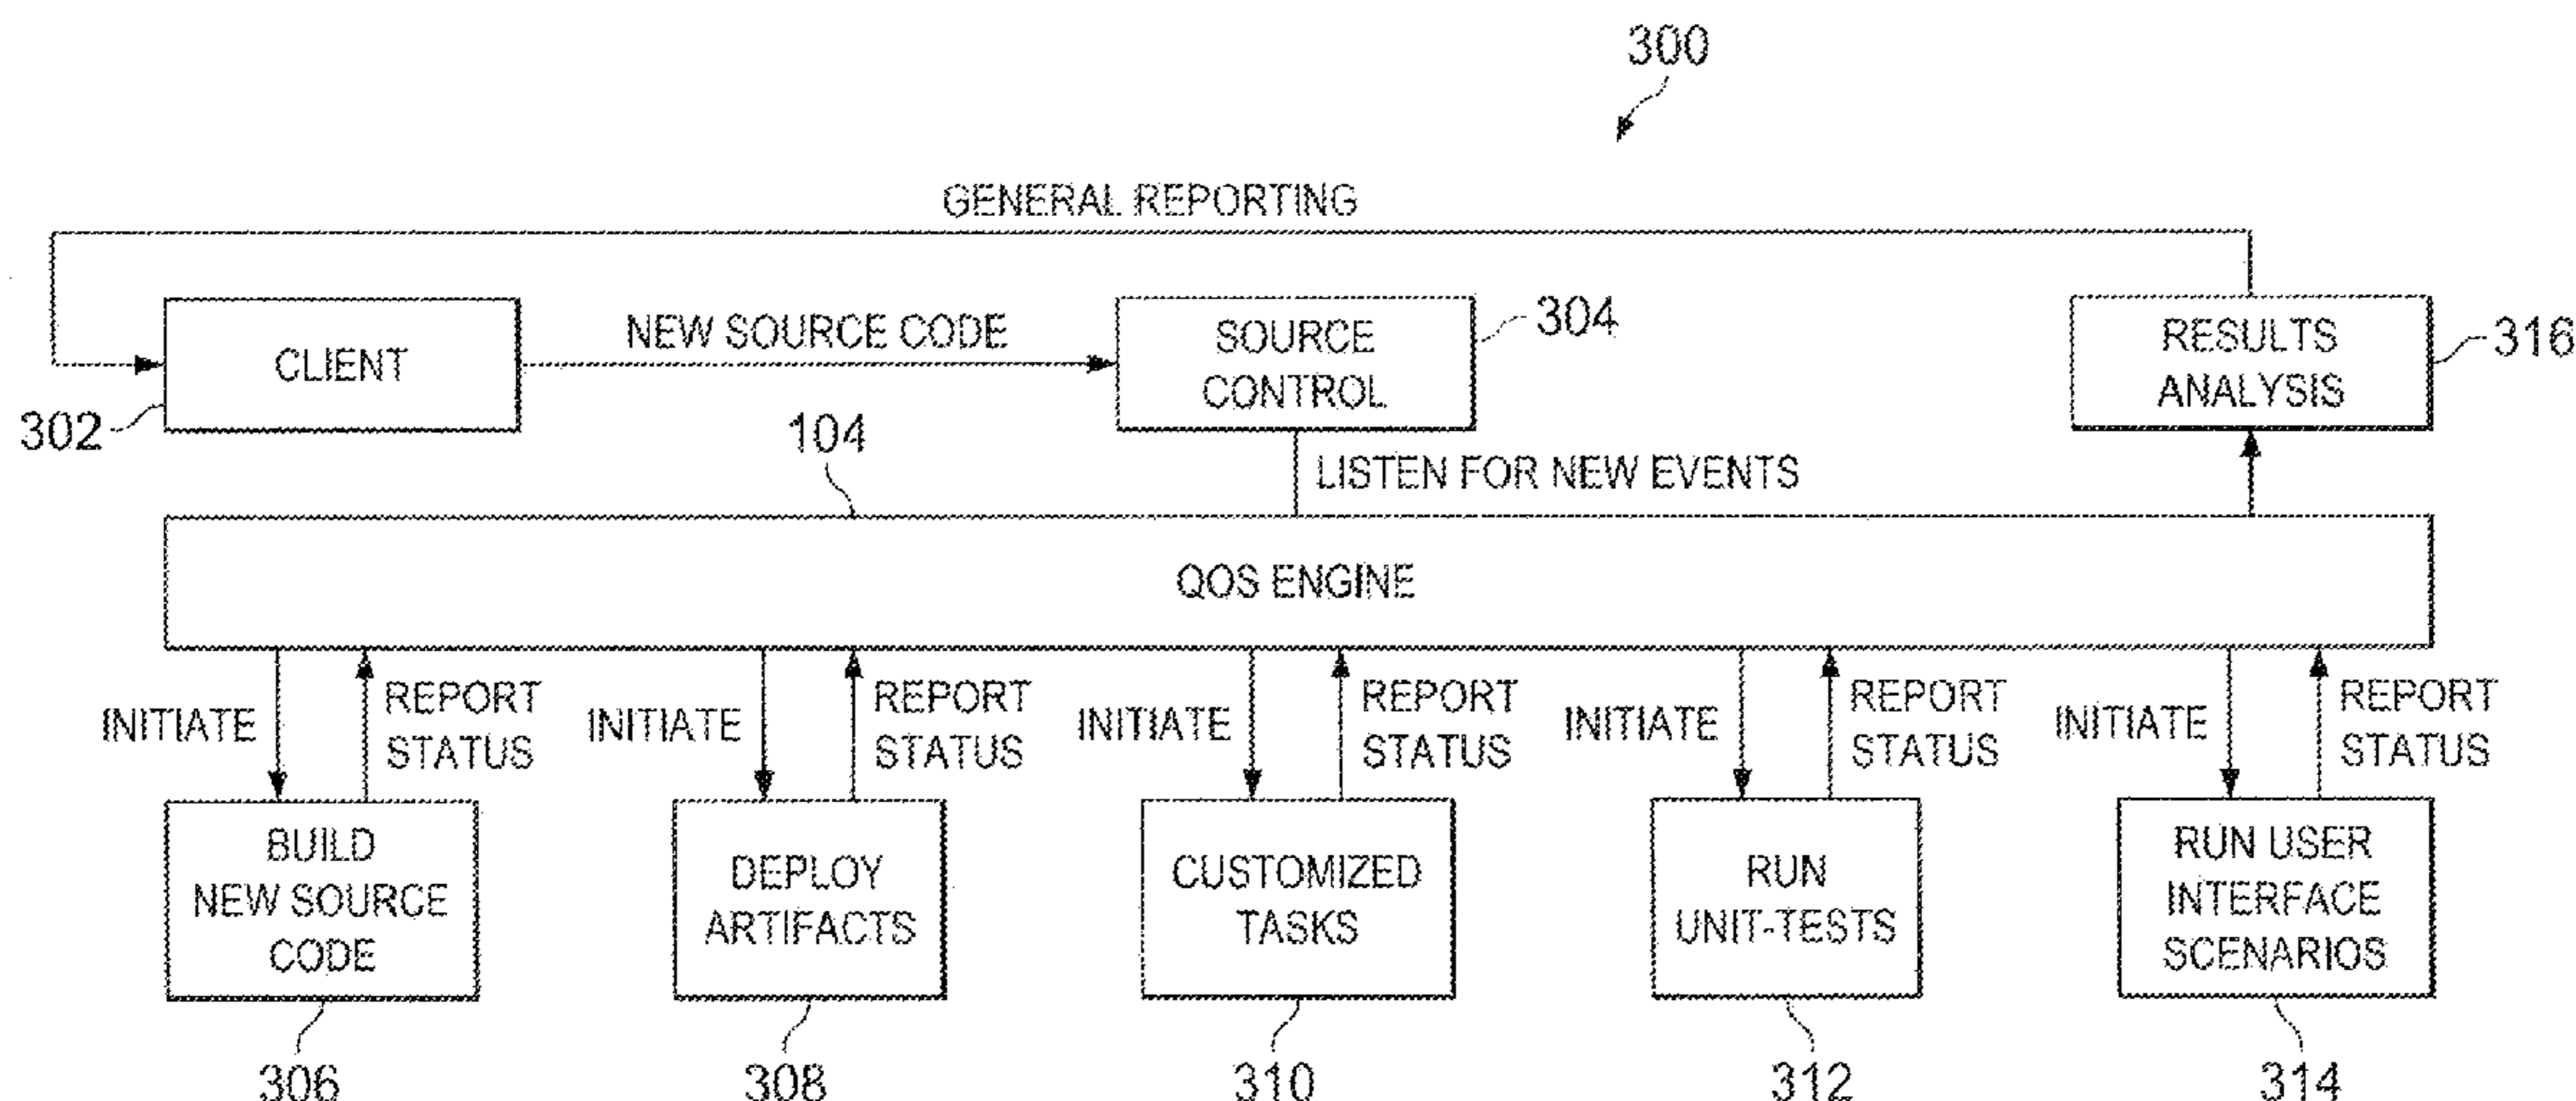 300
GENERAL REPORTING
CLIENT
NEW SOURCE CODE
SOURCE
CONTROL
304
RESULTS
ANALYSIS
316
302
104
LISTEN FOR NEW EVENTS
QOS ENGINE
INITIATE
REPORT
STATUS
INITIATE
REPORT
STATUS
INITIATE
REPORT
STATUS
INITIATE
REPORT
STATUS
INITIATE
REPORT
STATUS
BUILD
NEW SOURCE
CODE
DEPLOY
ARTIFACTS
CUSTOMIZED
TASKS
RUN
UNIT-TESTS
RUN USER
INTERFACE
SCENARIOS
306
308
310
312
314